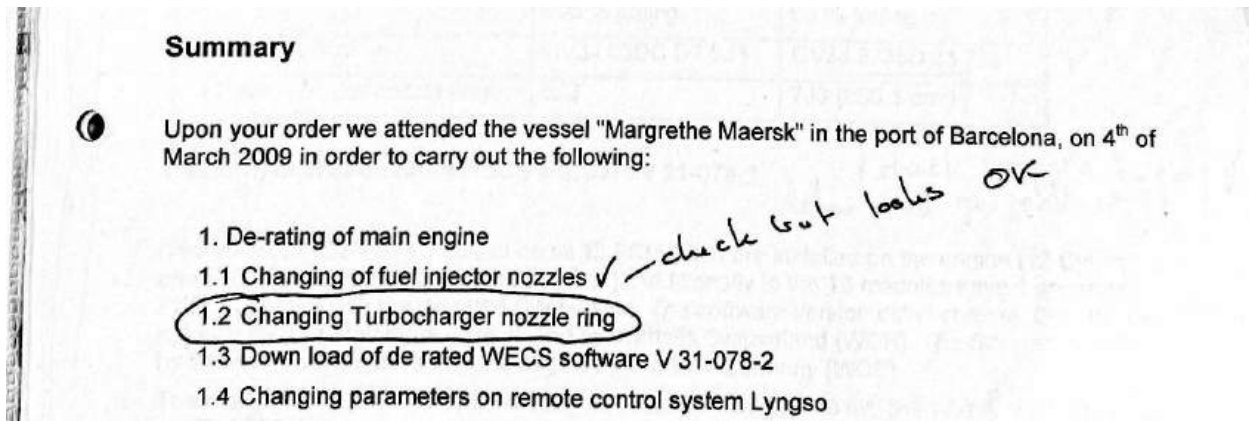 Summary
Upon your order we attended the vessel "Margrethe Maersk" in the port of Barcelona, on 4th of
March 2009 in order to carry out the following:
1. De-rating of main engine
1.1 Changing of fuel injector nozzles ✓ – check but looks OK
1.2 Changing Turbocharger nozzle ring
1.3 Down load of de rated WECS software V 31-078-2
1.4 Changing parameters on remote control system Lyngso